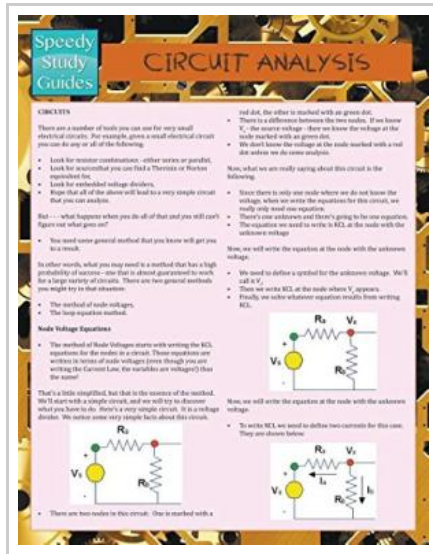 Speedy
Study
Guides
CIRCUIT ANALYSIS
CIRCUITS
There are a number of tools you can use for very small
electrical circuits. For example, given a small electrical circuit
you can do any or all of the following.
• Look for resistor combinations - either series or parallel,
• Look for sources that you can find a Thevinin or Norton
equivalent for,
• Look for embedded voltage dividers,
• Hope that all of the above will lead to a very simple circuit
that you can analyze.
But - - - what happens when you do all of that and you still can't
figure out what goes on?
• You need some general method that you know will get you
to a result.
In other words, what you may need is a method that has a high
probability of success - one that is almost guaranteed to work
for a large variety of circuits. There are two general methods
you might try in that situation:
• The method of node voltages,
• The loop equation method.
Node Voltage Equations
• The method of Node Voltages starts with writing the KCL
equations for the nodes in a circuit. Those equations are
written in terms of node voltages (even though you are
writing the Current Law, the variables are voltages!) thus
the name!
That's a little simplified, but that is the essence of the method.
We'll start with a simple circuit, and we will try to discover
what you have to do. Here's a very simple circuit. It is a voltage
divider. We notice some very simple facts about this circuit.
Ra
+
Vs
Rb
-
• There are two nodes in this circuit. One is marked with a
red dot, the other is marked with an green dot.
• There is a difference between the two nodes. If we know
Vs - the source voltage - then we know the voltage at the
node marked with an green dot.
• We don't know the voltage at the node marked with a red
dot unless we do some analysis.
Now, what we are really saying about this circuit is the
following.
• Since there is only one node where we do not know the
voltage, when we write the equations for this circuit, we
really only need one equation.
• There's one unknown and there's going to be one equation.
• The equation we need to write is KCL at the node with the
unknown voltage
Now, we will write the equation at the node with the unknown
voltage.
• We need to define a symbol for the unknown voltage. We'll
call it Vx.
• Then we write KCL at the node where Vx appears.
• Finally, we solve whatever equation results from writing
KCL.
Ra
Vx
+
Vs
Rb
-
Now, we will write the equation at the node with the unknown
voltage.
• To write KCL we need to define two currents for this case.
They are shown below
Ra
Vx
+
Ia
Vs
Rb
Ib
-